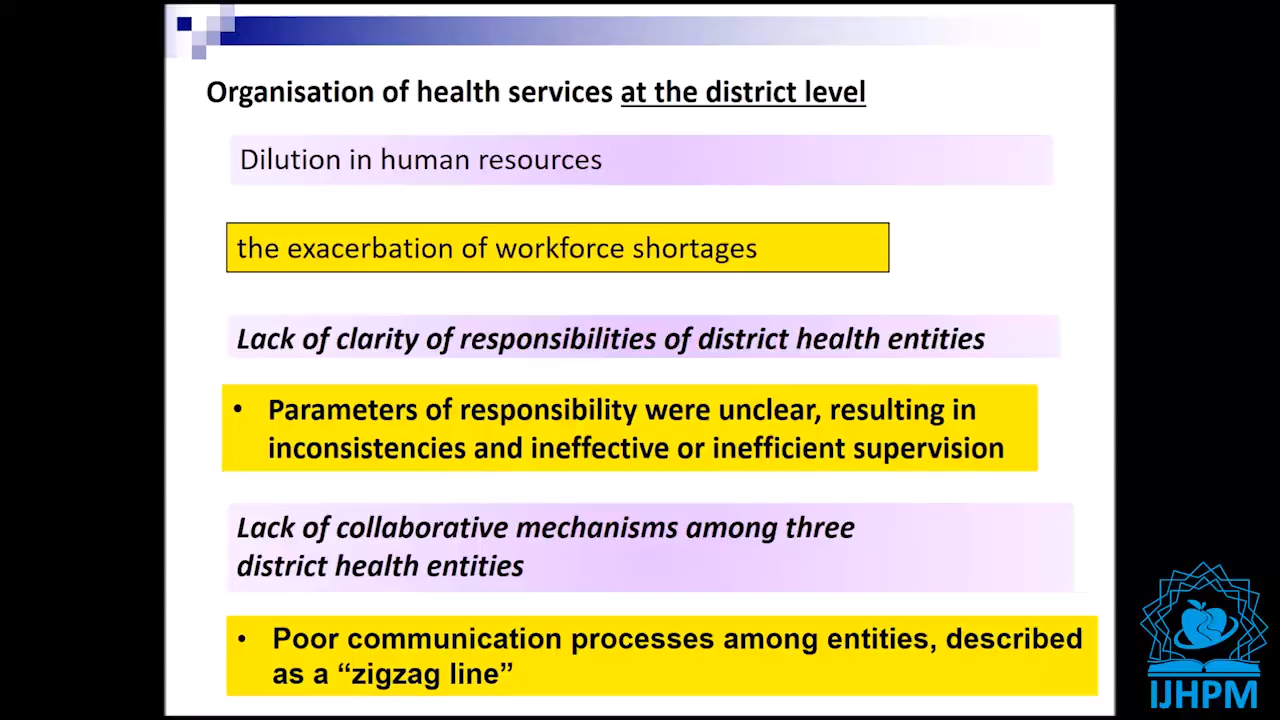 Organisation of health services at the district level
Dilution in human resources
the exacerbation of workforce shortages
Lack of clarity of responsibilities of district health entities
• Parameters of responsibility were unclear, resulting in
inconsistencies and ineffective or inefficient supervision
Lack of collaborative mechanisms among three
district health entities
• Poor communication processes among entities, described
as a “zigzag line”
IJHPM